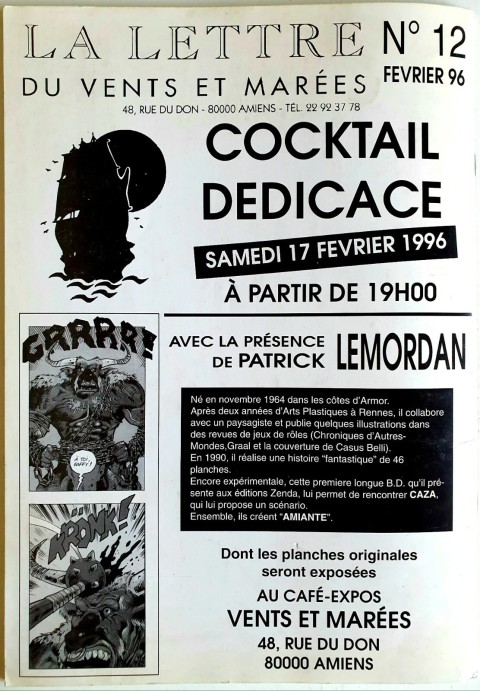 LA LETTRE N° 12
DU VENTS ET MARÉES FEVRIER 96
48, RUE DU DON - 80000 AMIENS - TÉL. 22 92 37 78
COCKTAIL
DEDICACE
SAMEDI 17 FEVRIER 1996
À PARTIR DE 19H00
GRRRR!!
À TOI,
GAFFY!
KRONK!
AVEC LA PRÉSENCE
DE PATRICK LEMORDAN
Né en novembre 1964 dans les côtes d'Armor.
Après deux années d'Arts Plastiques à Rennes, il collabore
avec un paysagiste et publie quelques illustrations dans
des revues de jeux de rôles (Chroniques d'Autres-
Mondes,Graal et la couverture de Casus Belli).
En 1990, il réalise une histoire "fantastique" de 46
planches.
Encore expérimentale, cette premiere longue B.D. qu'il pré-
sente aux éditions Zenda, lui permet de rencontrer CAZA,
qui lui propose un scénario.
Ensemble, ils créent "AMIANTE".
Dont les planches originales
seront exposées
AU CAFÉ-EXPOS
VENTS ET MARÉES
48, RUE DU DON
80000 AMIENS